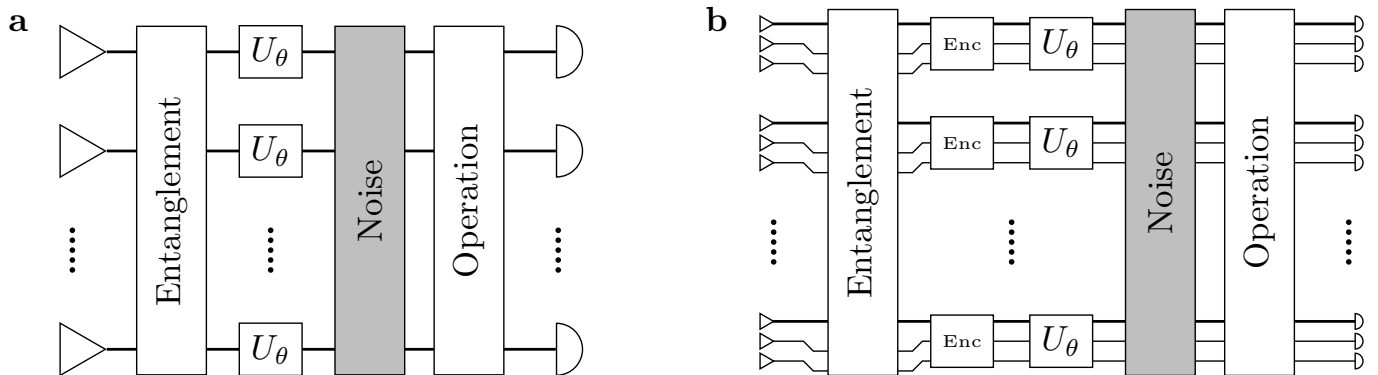 a
Entanglement
U_θ
U_θ
U_θ
Noise
Operation
b
Entanglement
Enc
Enc
Enc
U_θ
U_θ
U_θ
Noise
Operation